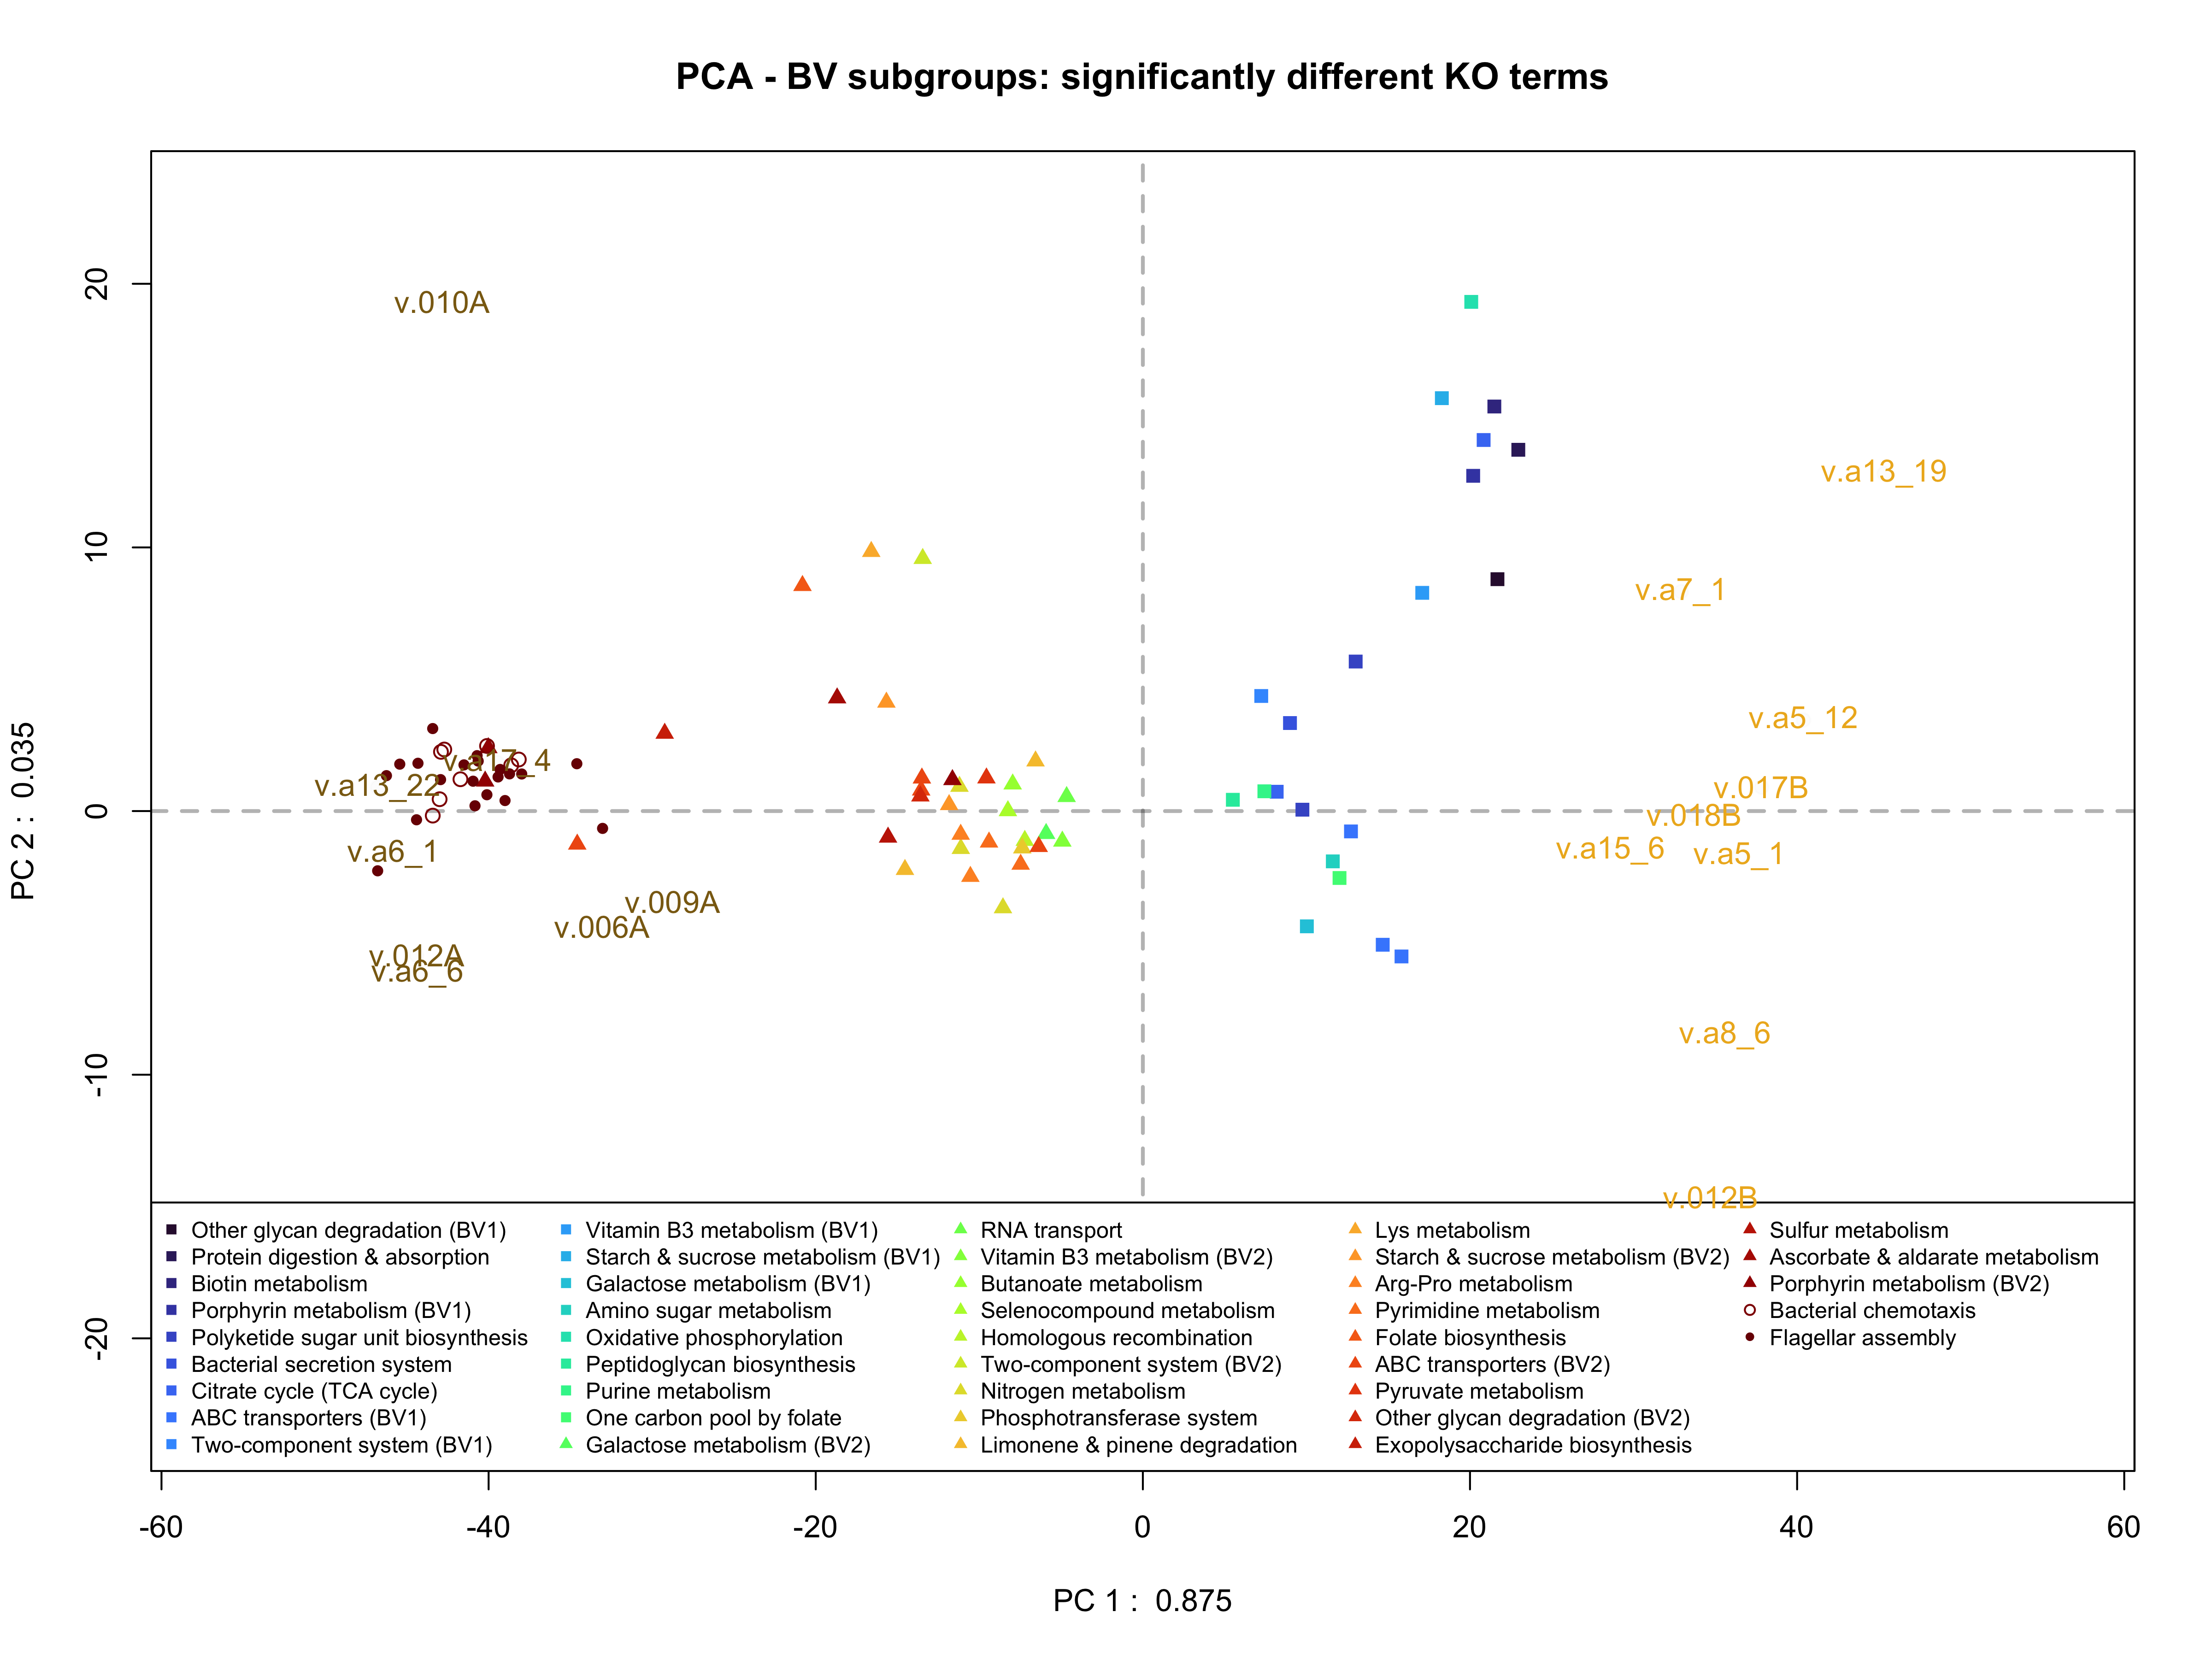 PCA - BV subgroups: significantly different KO terms
20
10
0
-10
-20
PC 2 :  0.035
v.010A
v.a13_19
v.a7_1
v.a5_12
v.a17_4
v.a13_22
v.017B
v.018B
v.a6_1
v.a15_6
v.a5_1
v.009A
v.006A
v.012A
v.a6_6
v.a8_6
v.012B
Other glycan degradation (BV1)
Protein digestion & absorption
Biotin metabolism
Porphyrin metabolism (BV1)
Polyketide sugar unit biosynthesis
Bacterial secretion system
Citrate cycle (TCA cycle)
ABC transporters (BV1)
Two-component system (BV1)
Vitamin B3 metabolism (BV1)
Starch & sucrose metabolism (BV1)
Galactose metabolism (BV1)
Amino sugar metabolism
Oxidative phosphorylation
Peptidoglycan biosynthesis
Purine metabolism
One carbon pool by folate
Galactose metabolism (BV2)
RNA transport
Vitamin B3 metabolism (BV2)
Butanoate metabolism
Selenocompound metabolism
Homologous recombination
Two-component system (BV2)
Nitrogen metabolism
Phosphotransferase system
Limonene & pinene degradation
Lys metabolism
Starch & sucrose metabolism (BV2)
Arg-Pro metabolism
Pyrimidine metabolism
Folate biosynthesis
ABC transporters (BV2)
Pyruvate metabolism
Other glycan degradation (BV2)
Exopolysaccharide biosynthesis
Sulfur metabolism
Ascorbate & aldarate metabolism
Porphyrin metabolism (BV2)
Bacterial chemotaxis
Flagellar assembly
-60 -40 -20 0 20 40 60
PC 1 :  0.875